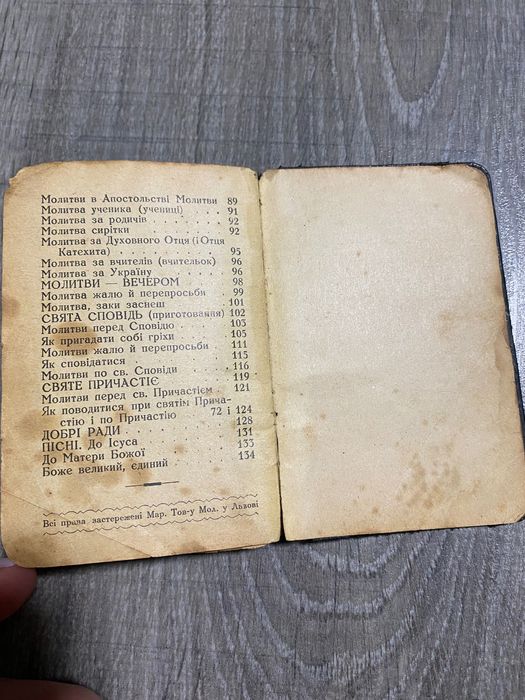 Молитви в Апостольстві Молитви 89
Молитва ученика (учениці) . . . . 91
Молитва за родичів . . . . . 92
Молитва сирітки . . . . . 92
Молитва за Духовного Отця (і Отця
Катехита) . . . . . 95
Молитва за вчителів (вчительок) 96
Молитва за Україну . . . . 96
МОЛИТВИ — ВЕЧЕРОМ . . . 98
Молитва жалю й перепросьби . . 99
Молитва, заки заснеш . . . 101
СВЯТА СПОВІДЬ (приготовання) 102
Молитви перед Сповідю . . . 103
Як пригадати собі гріхи . . . 105
Молитви жалю й перепросьби . . 111
Як сповідатися . . . . . 115
Молитви по св. Сповіди . . . 116
СВЯТЕ ПРИЧАСТІЄ . . . . 119
Молитви перед св. Причастієм . 121
Як поводитися при святім Прича-
стію і по Причастію 72 і 124
ДОБРІ РАДИ . . . . . 128
ПІСНІ. До Ісуса . . . . 131
До Матери Божої . . . . 133
Боже великий, єдиний . . . 134
Всі права застережені Мар. Тов-у Мол. у Львові